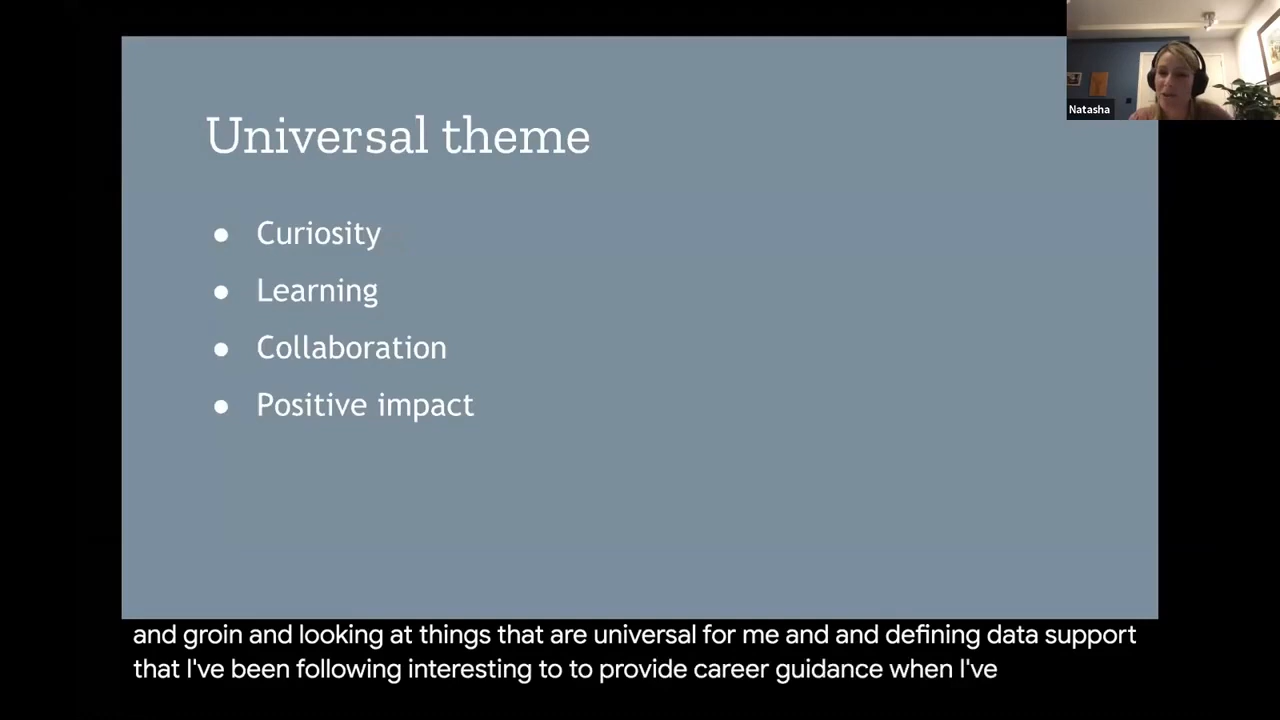 Natasha
Universal theme
● Curiosity
● Learning
● Collaboration
● Positive impact
and groin and looking at things that are universal for me and and defining data support
that I've been following interesting to to provide career guidance when I've